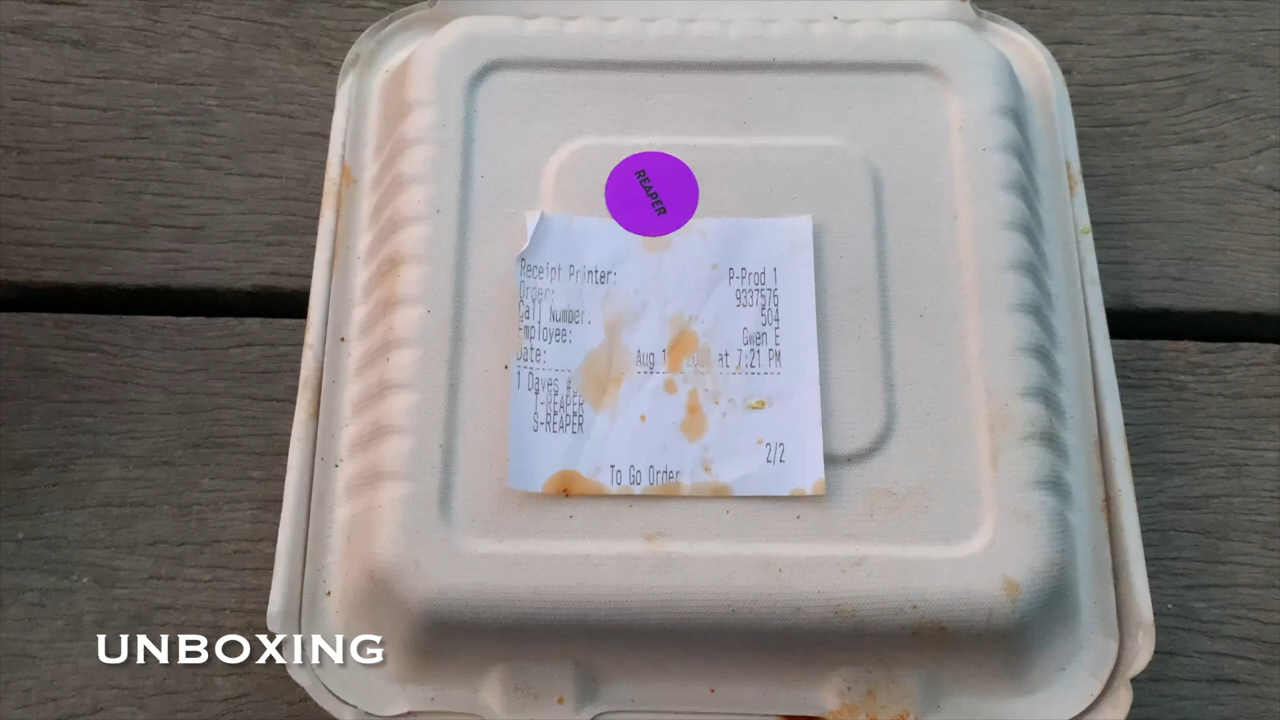 REAPER
Receipt Printer: P-Prod 1
Order: 9337576
Call Number: 504
Employee: Gwen E
Date: Aug at 7:21 PM
1 Daves
T-REAPER
S-REAPER
2/2
To Go Order
UNBOXING